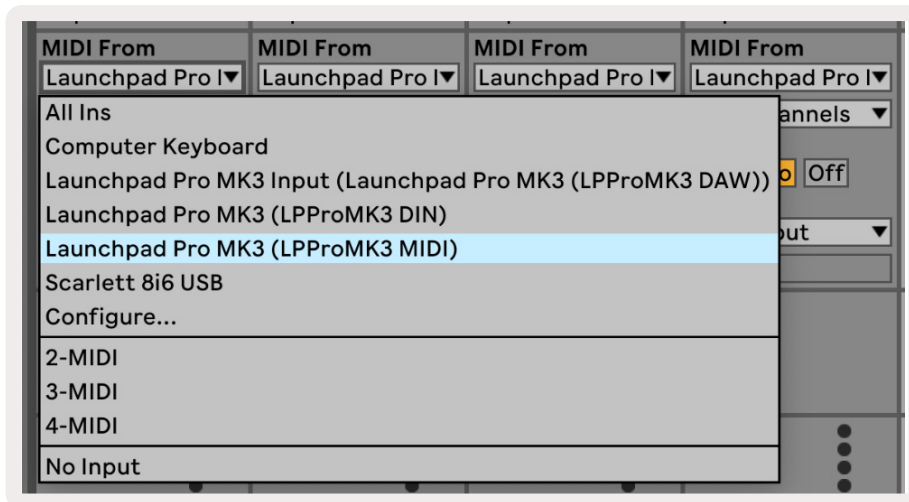 MIDI From MIDI From MIDI From MIDI From
Launchpad Pro Launchpad Pro Launchpad Pro Launchpad Pro
All Ins
annels
Computer Keyboard
Launchpad Pro MK3 Input (Launchpad Pro MK3 (LPProMK3 DAW))
Off
Launchpad Pro MK3 (LPProMK3 DIN)
Launchpad Pro MK3 (LPProMK3 MIDI)
Scarlett 8i6 USB
Configure...
2-MIDI
3-MIDI
4-MIDI
No Input